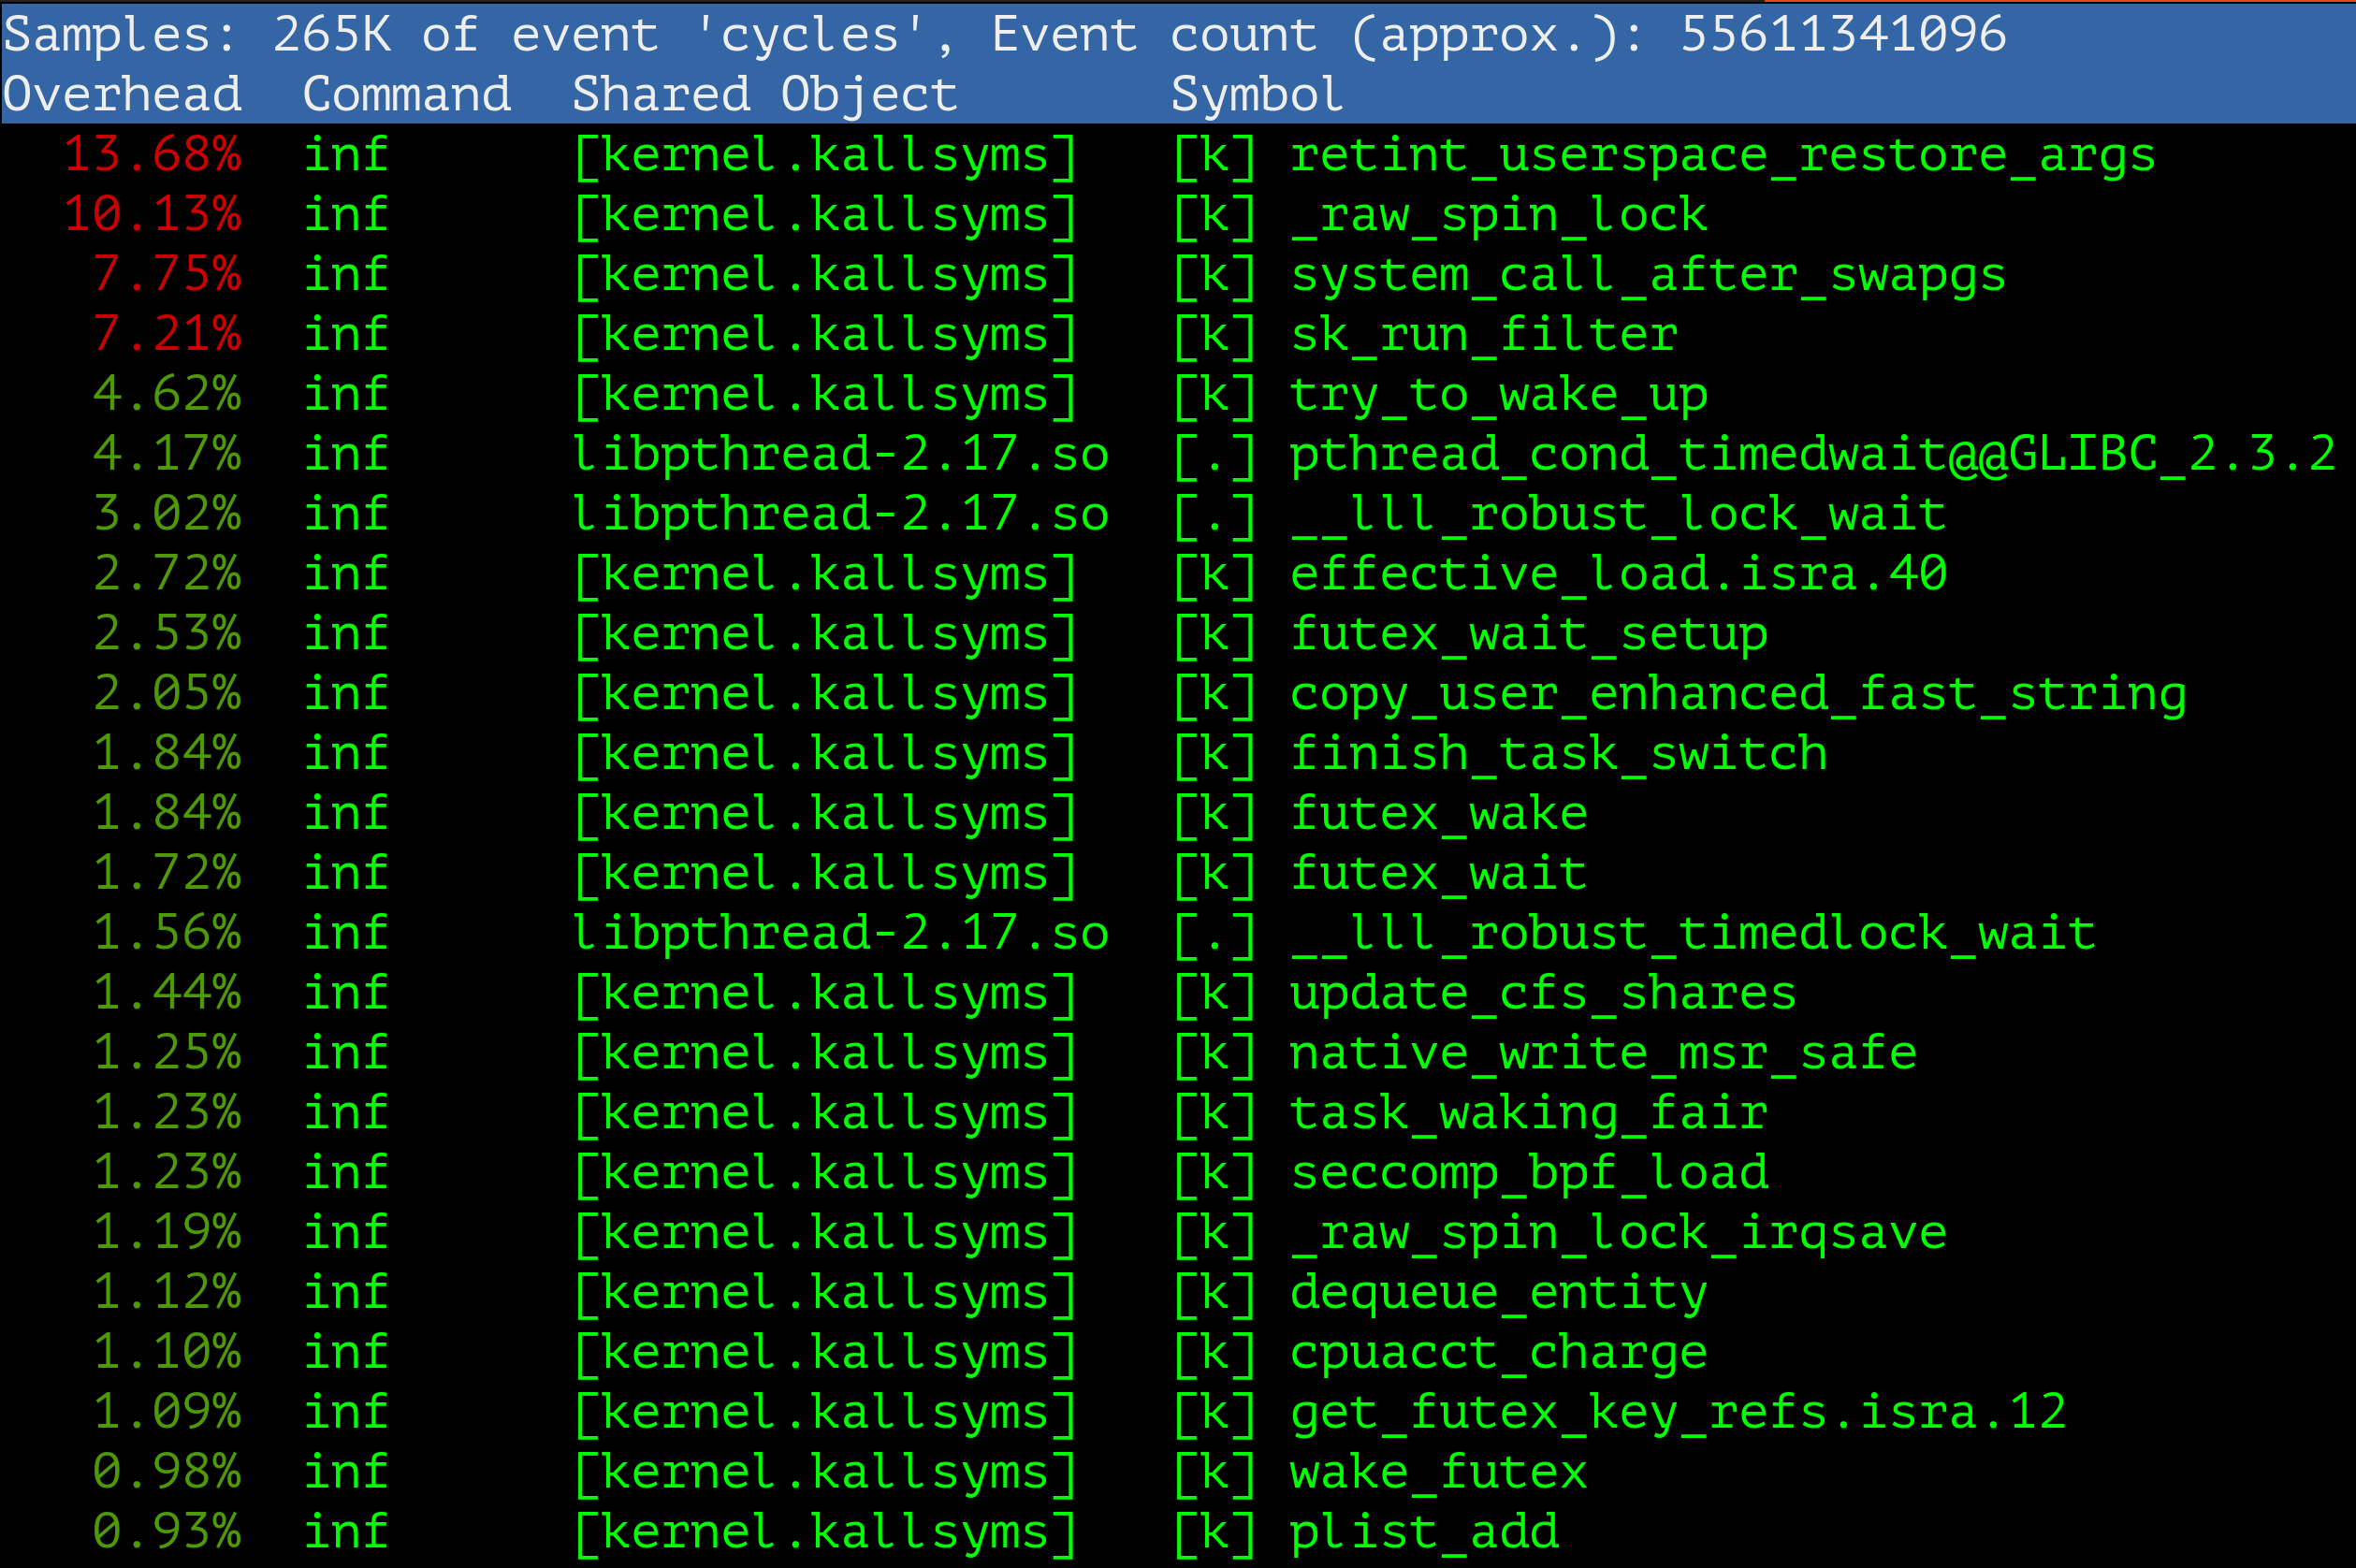 Samples: 265K of event 'cycles', Event count (approx.): 55611341096
Overhead  Command  Shared Object       Symbol
  13.68%  inf      [kernel.kallsyms]   [k] retint_userspace_restore_args
  10.13%  inf      [kernel.kallsyms]   [k] _raw_spin_lock
   7.75%  inf      [kernel.kallsyms]   [k] system_call_after_swapgs
   7.21%  inf      [kernel.kallsyms]   [k] sk_run_filter
   4.62%  inf      [kernel.kallsyms]   [k] try_to_wake_up
   4.17%  inf      libpthread-2.17.so  [.] pthread_cond_timedwait@@GLIBC_2.3.2
   3.02%  inf      libpthread-2.17.so  [.] __lll_robust_lock_wait
   2.72%  inf      [kernel.kallsyms]   [k] effective_load.isra.40
   2.53%  inf      [kernel.kallsyms]   [k] futex_wait_setup
   2.05%  inf      [kernel.kallsyms]   [k] copy_user_enhanced_fast_string
   1.84%  inf      [kernel.kallsyms]   [k] finish_task_switch
   1.84%  inf      [kernel.kallsyms]   [k] futex_wake
   1.72%  inf      [kernel.kallsyms]   [k] futex_wait
   1.56%  inf      libpthread-2.17.so  [.] __lll_robust_timedlock_wait
   1.44%  inf      [kernel.kallsyms]   [k] update_cfs_shares
   1.25%  inf      [kernel.kallsyms]   [k] native_write_msr_safe
   1.23%  inf      [kernel.kallsyms]   [k] task_waking_fair
   1.23%  inf      [kernel.kallsyms]   [k] seccomp_bpf_load
   1.19%  inf      [kernel.kallsyms]   [k] _raw_spin_lock_irqsave
   1.12%  inf      [kernel.kallsyms]   [k] dequeue_entity
   1.10%  inf      [kernel.kallsyms]   [k] cpuacct_charge
   1.09%  inf      [kernel.kallsyms]   [k] get_futex_key_refs.isra.12
   0.98%  inf      [kernel.kallsyms]   [k] wake_futex
   0.93%  inf      [kernel.kallsyms]   [k] plist_add